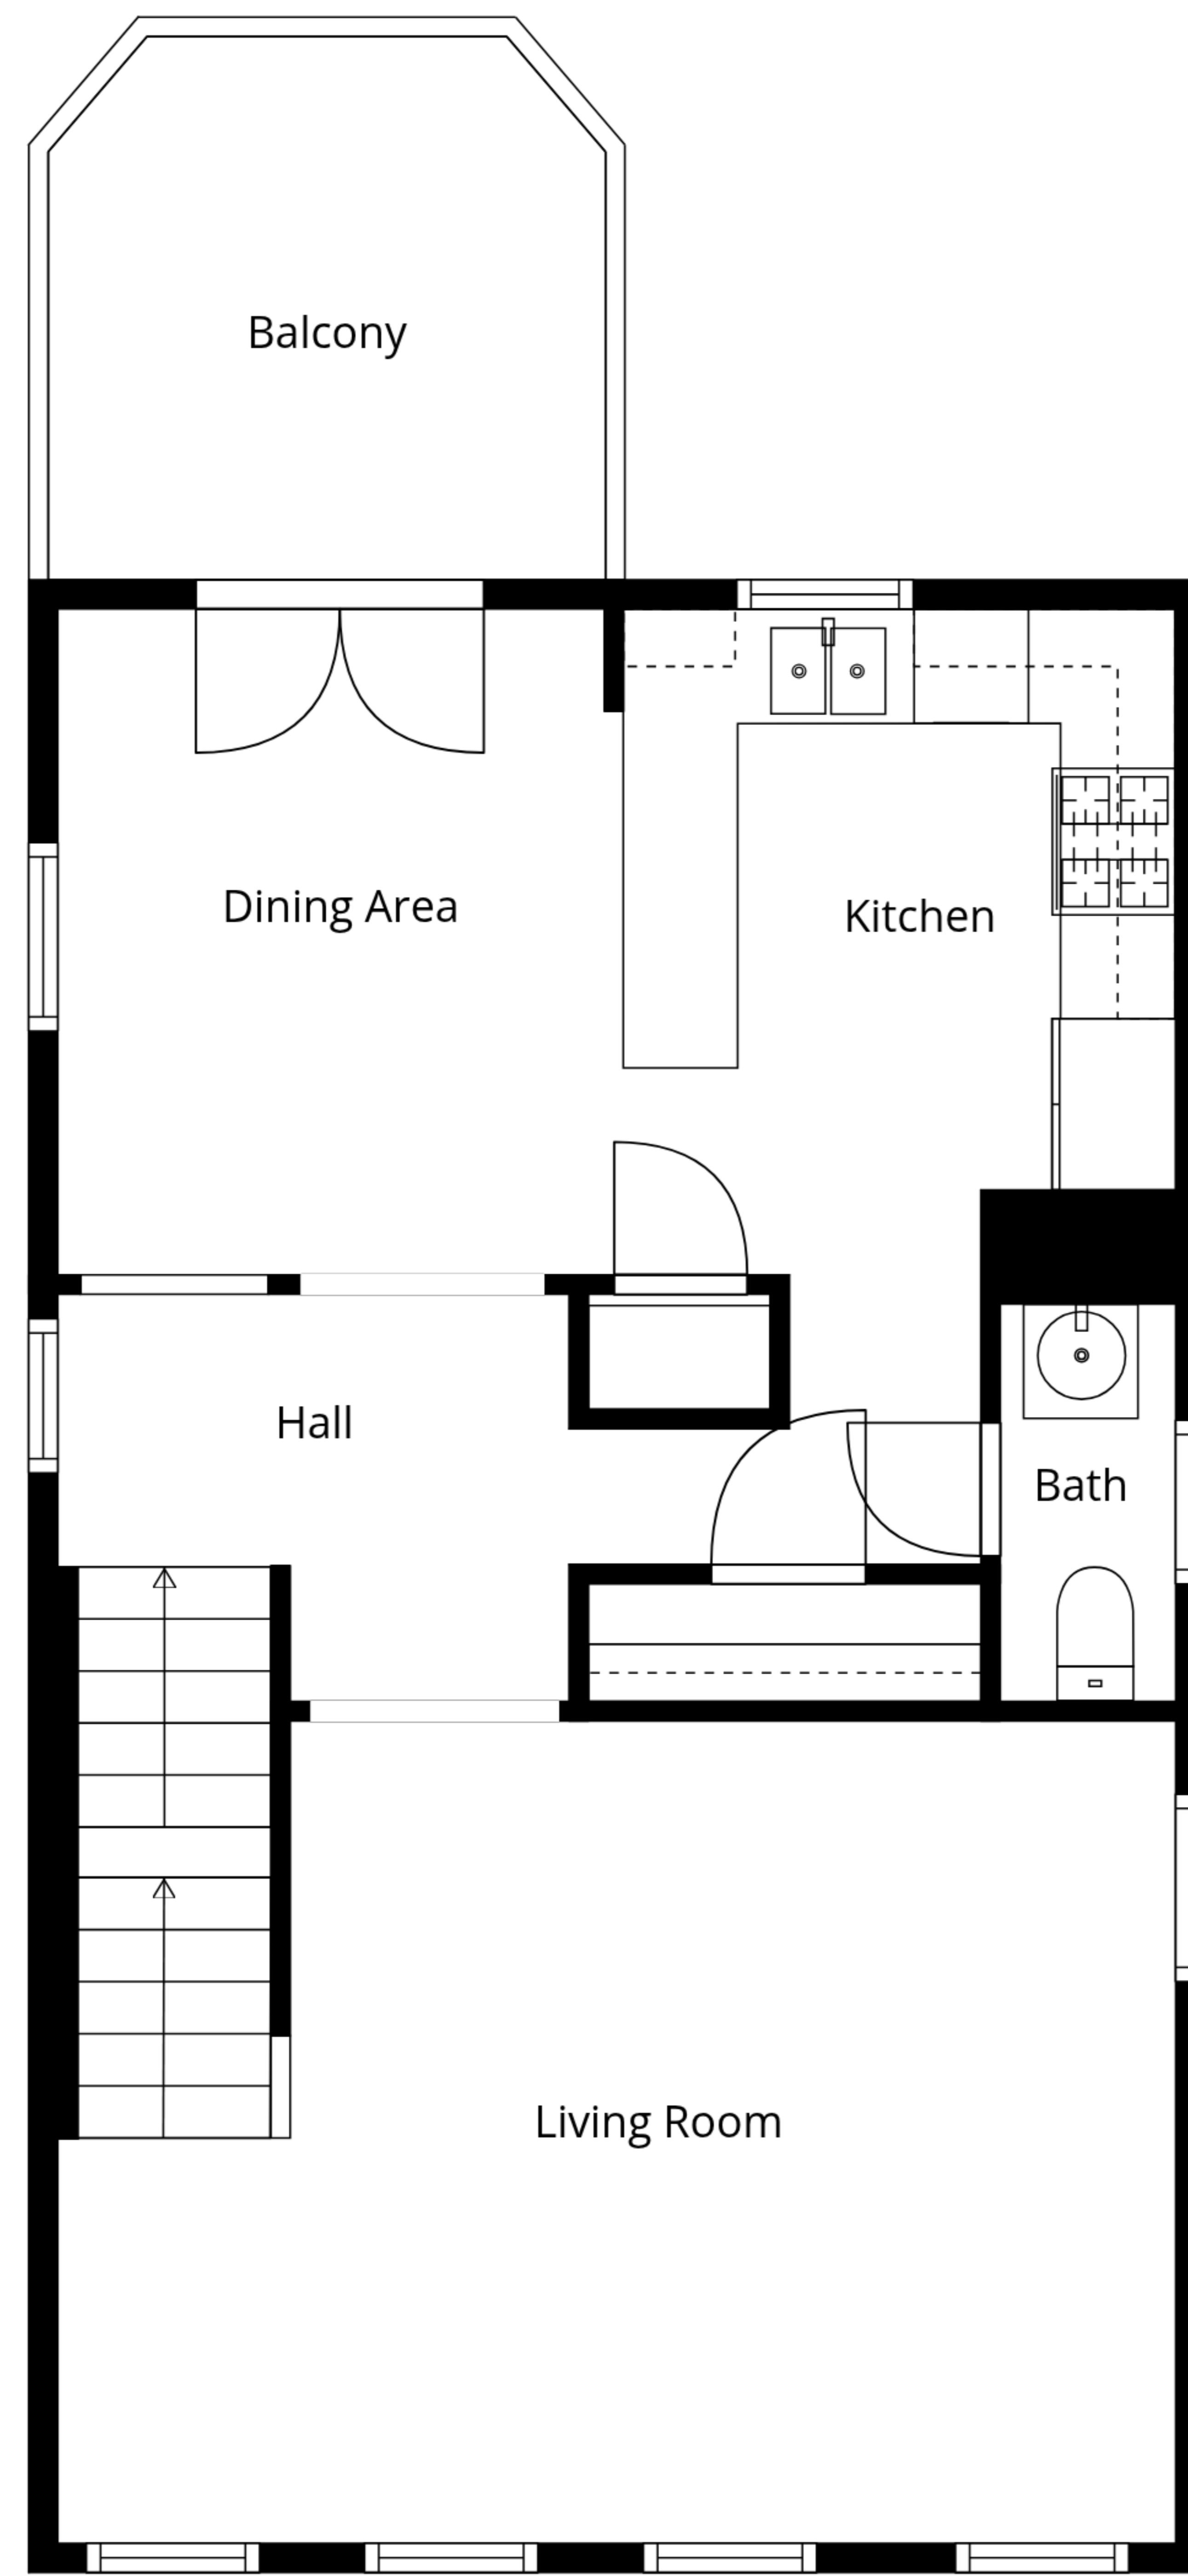 Balcony
Dining Area
Kitchen
Hall
Bath
Living Room